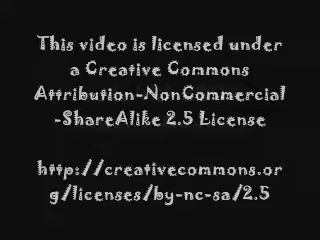 This video is licensed under
a Creative Commons
Attribution-NonCommercial
-ShareAlike 2.5 License
http://creativecommons.or
g/licenses/by-nc-sa/2.5